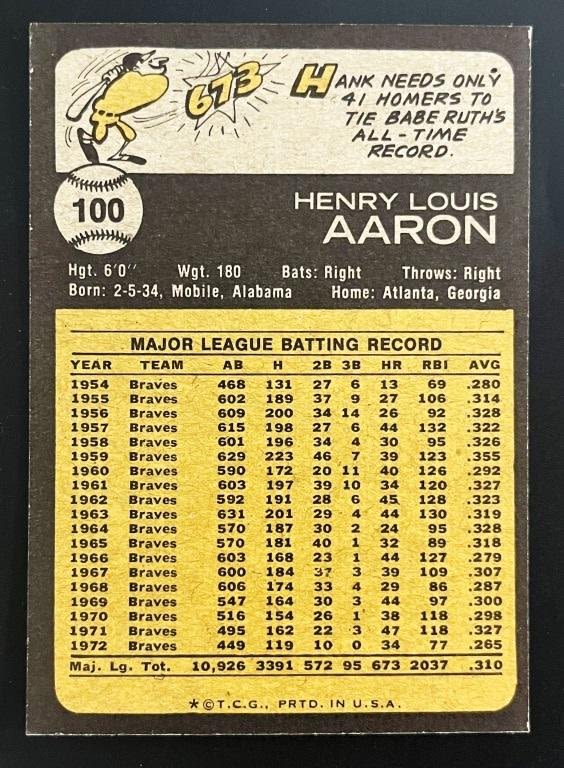 673
HANK NEEDS ONLY
41 HOMERS TO
TIE BABE RUTH'S
ALL-TIME
RECORD.
100
HENRY LOUIS
AARON
Hgt. 6'0" Wgt. 180 Bats: Right Throws: Right
Born: 2-5-34, Mobile, Alabama Home: Atlanta, Georgia
MAJOR LEAGUE BATTING RECORD
YEAR TEAM AB H 2B 3B HR RBI AVG
1954 Braves 468 131 27 6 13 69 .280
1955 Braves 602 189 37 9 27 106 .314
1956 Braves 609 200 34 14 26 92 .328
1957 Braves 615 198 27 6 44 132 .322
1958 Braves 601 196 34 4 30 95 .326
1959 Braves 629 223 46 7 39 123 .355
1960 Braves 590 172 20 11 40 126 .292
1961 Braves 603 197 39 10 34 120 .327
1962 Braves 592 191 28 6 45 128 .323
1963 Braves 631 201 29 4 44 130 .319
1964 Braves 570 187 30 2 24 95 .328
1965 Braves 570 181 40 1 32 89 .318
1966 Braves 603 168 23 1 44 127 .279
1967 Braves 600 184 37 3 39 109 .307
1968 Braves 606 174 33 4 29 86 .287
1969 Braves 547 164 30 3 44 97 .300
1970 Braves 516 154 26 1 38 118 .298
1971 Braves 495 162 22 3 47 118 .327
1972 Braves 449 119 10 0 34 77 .265
Maj. Lg. Tot. 10,926 3391 572 95 673 2037 .310
*©T.C.G., PRTD. IN U.S.A.